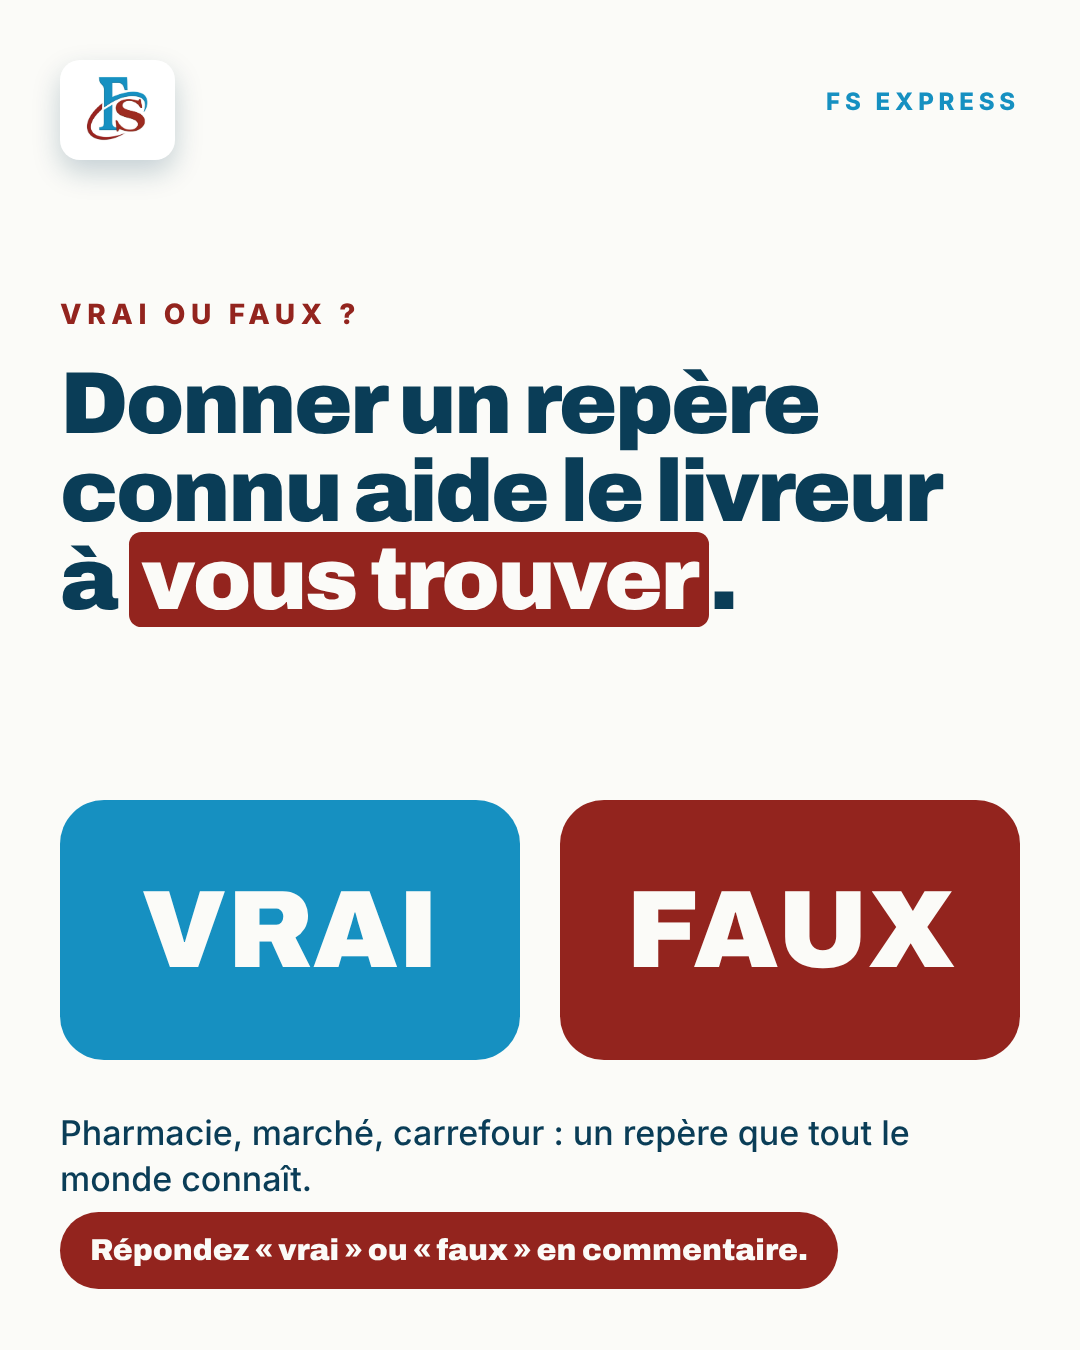 FS
FS EXPRESS
VRAI OU FAUX ?
Donner un repère
connu aide le livreur
à vous trouver.
VRAI
FAUX
Pharmacie, marché, carrefour : un repère que tout le
monde connaît.
Répondez « vrai » ou « faux » en commentaire.